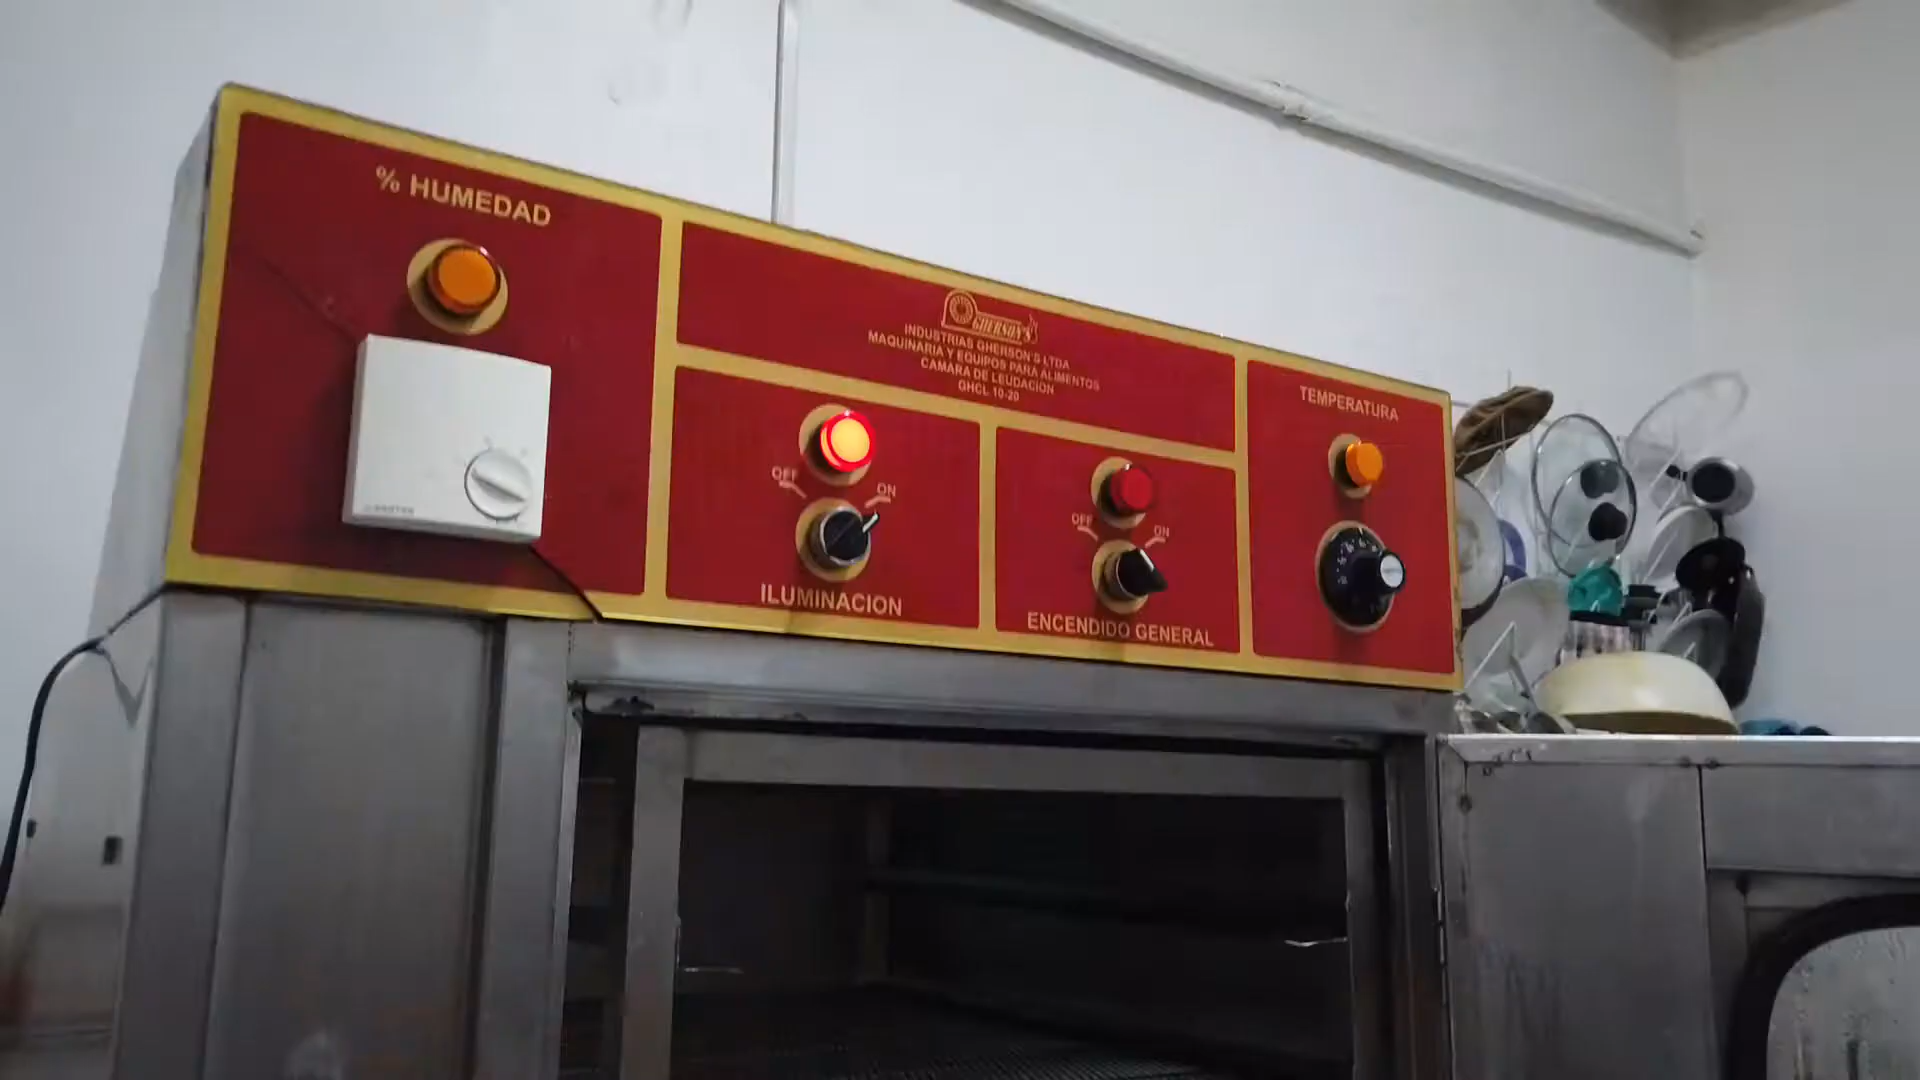 % HUMEDAD
GHERSON'S
INDUSTRIAS GHERSON'S LTDA
MAQUINARIA Y EQUIPOS PARA ALIMENTOS
CAMARA DE LEUDACION
GHCL 10-20
OFF
ON
ILUMINACION
OFF
ON
ENCENDIDO GENERAL
TEMPERATURA